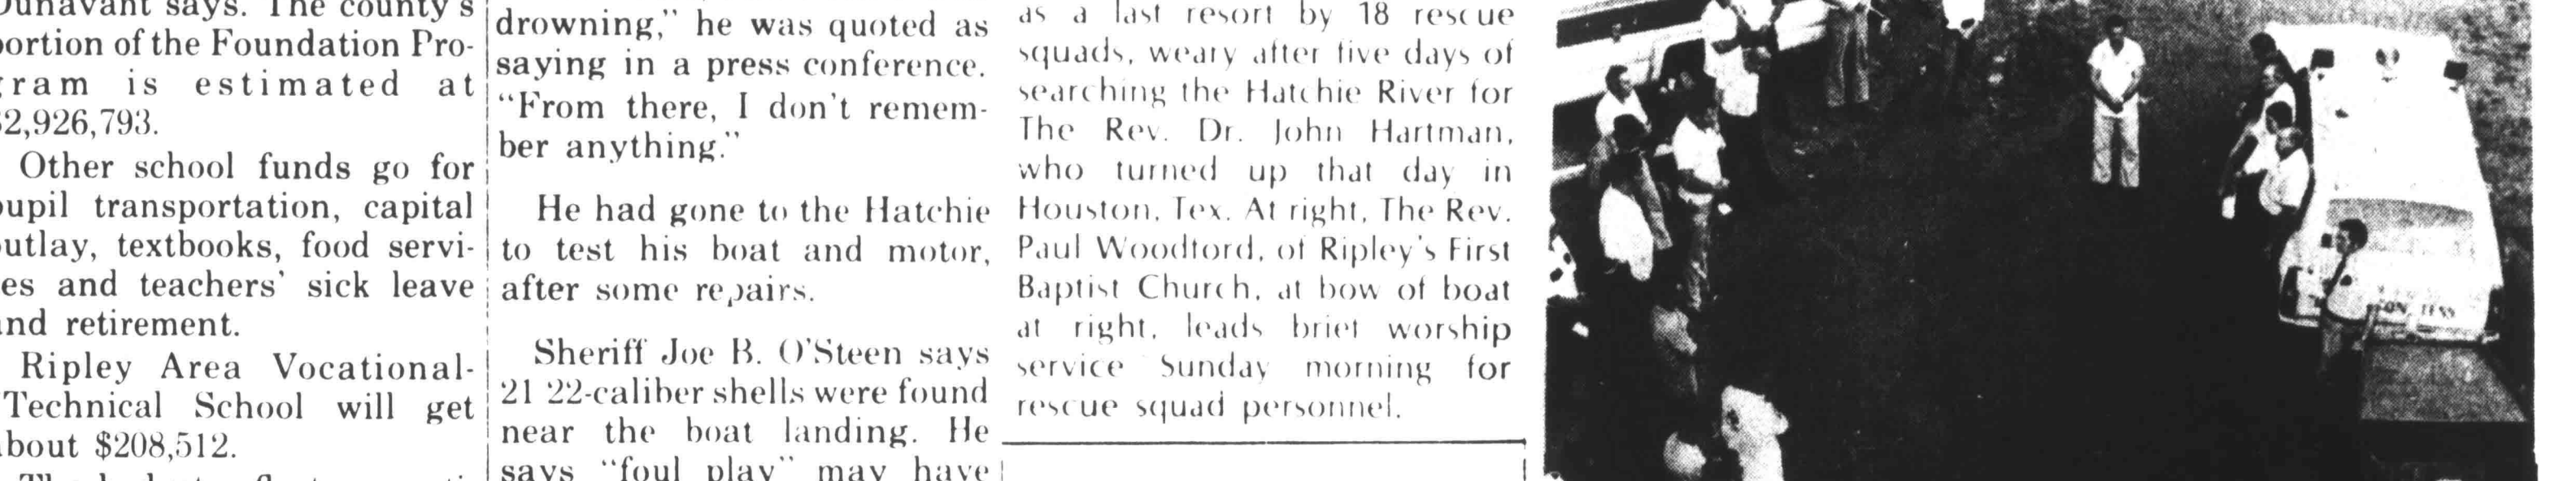 says. The county's
portion of the Foundation Pro-
gram is estimated at
$2,926,793.
Other school funds go for
pupil transportation, capital
outlay, textbooks, food servi-
ces and teachers' sick leave
and retirement.
Ripley Area Vocational-
Technical School will get
about $208,512.
drowning," he was quoted as
saying in a press conference.
"From there, I don't remem-
ber anything."
He had gone to the Hatchie
to test his boat and motor,
after some repairs.
Sheriff Joe B. O'Steen says
21 22-caliber shells were found
near the boat landing. He
says "foul play" may have
as a last resort by 18 rescue
squads, weary after five days of
searching the Hatchie River for
The Rev. Dr. John Hartman,
who turned up that day in
Houston, Tex. At right, The Rev.
Paul Woodford, of Ripley's First
Baptist Church, at bow of boat
at right, leads brief worship
service Sunday morning for
rescue squad personnel.